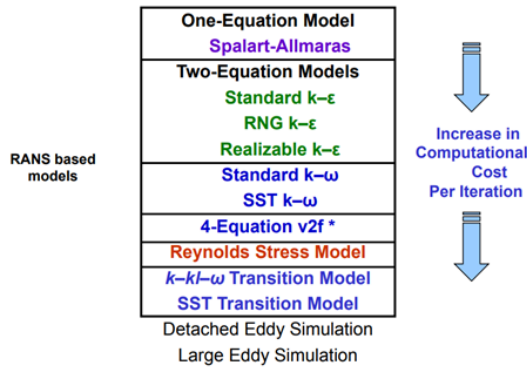 One-Equation Model
Spalart-Allmaras
Two-Equation Models
Standard k–ε
RNG k–ε
Realizable k–ε
RANS based
models
Standard k–ω
SST k–ω
4-Equation v2f *
Reynolds Stress Model
k–kl–ω Transition Model
SST Transition Model
Detached Eddy Simulation
Large Eddy Simulation
Increase in
Computational
Cost
Per Iteration